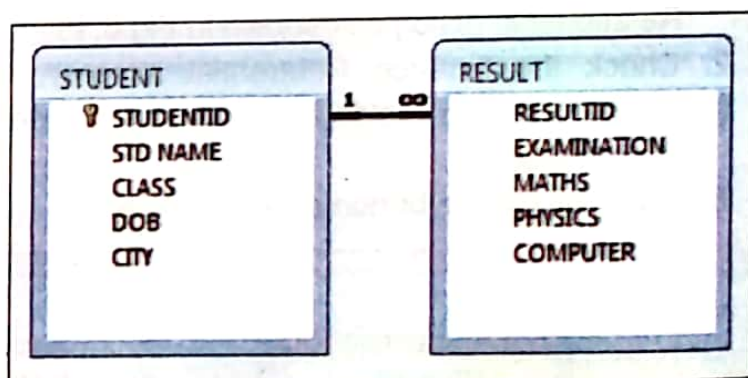 STUDENT
STUDENTID
STD NAME
CLASS
DOB
CITY
1 ∞
RESULT
RESULTID
EXAMINATION
MATHS
PHYSICS
COMPUTER